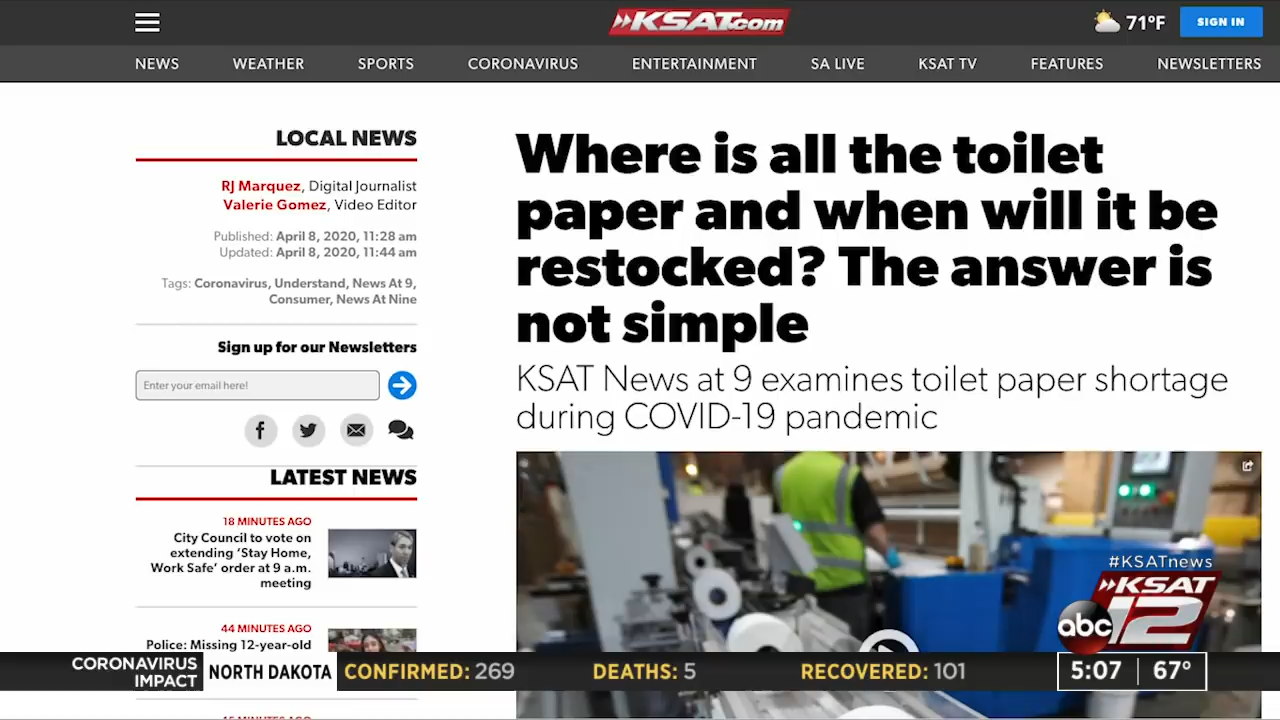 KSAT.com
71°F
SIGN IN
NEWS
WEATHER
SPORTS
CORONAVIRUS
ENTERTAINMENT
SA LIVE
KSAT TV
FEATURES
NEWSLETTERS
LOCAL NEWS
RJ Marquez, Digital Journalist
Valerie Gomez, Video Editor
Published: April 8, 2020, 11:28 am
Updated: April 8, 2020, 11:44 am
Tags: Coronavirus, Understand, News At 9,
Consumer, News At Nine
Sign up for our Newsletters
Enter your email here!
LATEST NEWS
18 MINUTES AGO
City Council to vote on
extending ‘Stay Home,
Work Safe’ order at 9 a.m.
meeting
44 MINUTES AGO
Police: Missing 12-year-old
Where is all the toilet
paper and when will it be
restocked? The answer is
not simple
KSAT News at 9 examines toilet paper shortage
during COVID-19 pandemic
#KSATnews
KSAT
abc 12
CORONAVIRUS
IMPACT
NORTH DAKOTA
CONFIRMED: 269
DEATHS: 5
RECOVERED: 101
5:07
67°